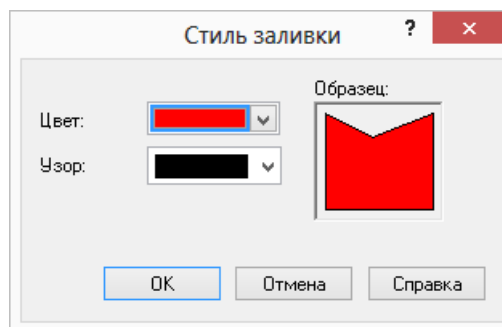 Стиль заливки ?
Образец:
Цвет:
Узор:
OK Отмена Справка